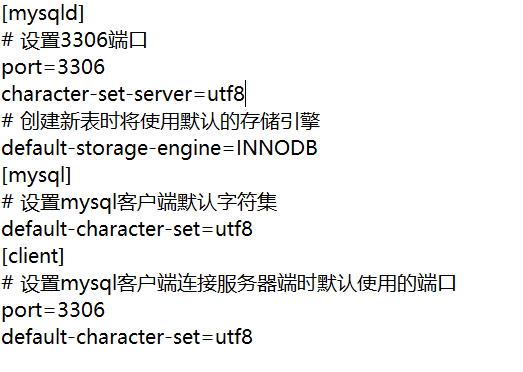 [mysqld]
# 设置3306端口
port=3306
character-set-server=utf8
# 创建新表时将使用默认的存储引擎
default-storage-engine=INNODB
[mysql]
# 设置mysql客户端默认字符集
default-character-set=utf8
[client]
# 设置mysql客户端连接服务器端时默认使用的端口
port=3306
default-character-set=utf8